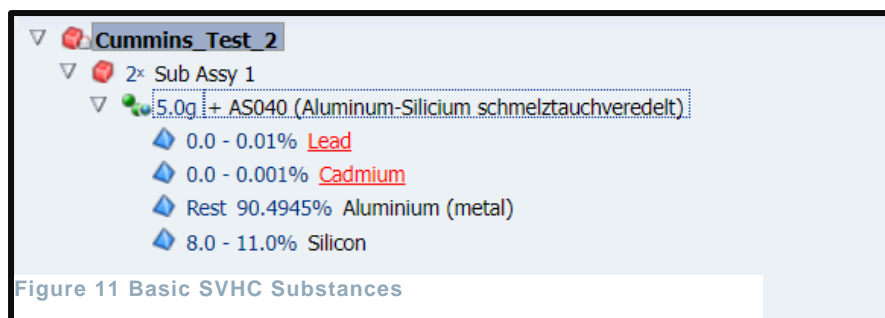 Cummins_Test_2
2x Sub Assy 1
5.0g + AS040 (Aluminum-Silicium schmelztauchveredelt)
0.0 - 0.01% Lead
0.0 - 0.001% Cadmium
Rest 90.4945% Aluminium (metal)
8.0 - 11.0% Silicon
Figure 11 Basic SVHC Substances